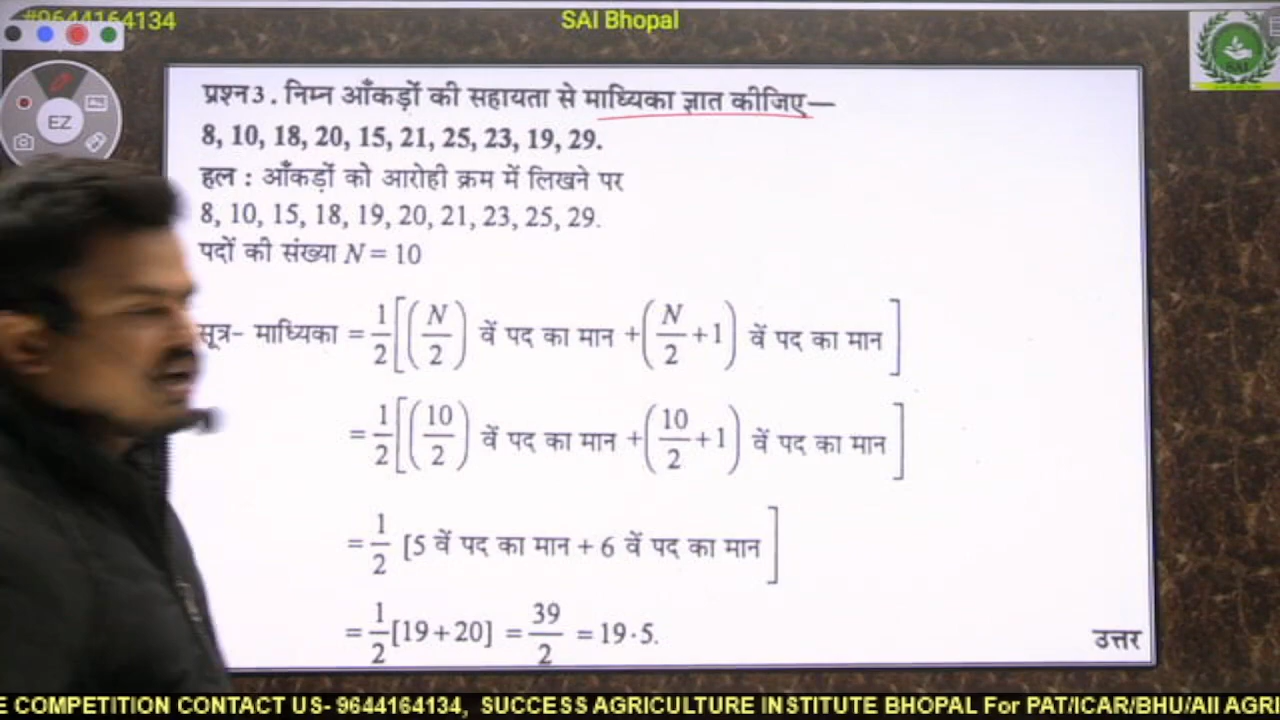 #9644164134
SAI Bhopal
SAI
EZ
प्रश्न 3. निम्न आँकड़ों की सहायता से माध्यिका ज्ञात कीजिए—
8, 10, 18, 20, 15, 21, 25, 23, 19, 29.
हल : आँकड़ों को आरोही क्रम में लिखने पर
8, 10, 15, 18, 19, 20, 21, 23, 25, 29.
पदों की संख्या N = 10
सूत्र- माध्यिका = 1/2 [(N/2) वें पद का मान + (N/2 + 1) वें पद का मान]
= 1/2 [(10/2) वें पद का मान + (10/2 + 1) वें पद का मान]
= 1/2 [5 वें पद का मान + 6 वें पद का मान]
= 1/2 [19 + 20] = 39/2 = 19·5.
उत्तर
E COMPETITION CONTACT US- 9644164134, SUCCESS AGRICULTURE INSTITUTE BHOPAL For PAT/ICAR/BHU/All AGRI